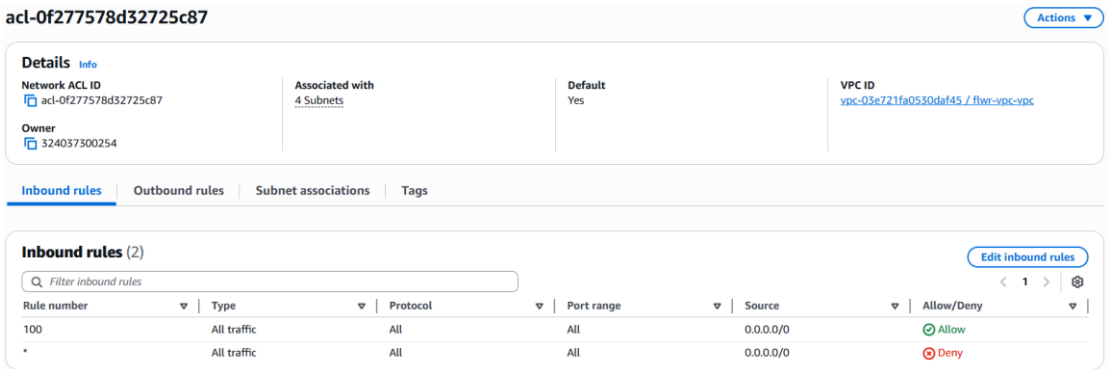 acl-0f277578d32725c87
Actions
Details Info
Network ACL ID
acl-0f277578d32725c87
Associated with
4 Subnets
Default
Yes
VPC ID
vpc-03e721fa0530daf45 / flwr-vpc-vpc
Owner
324037300254
Inbound rules Outbound rules Subnet associations Tags
Inbound rules (2)
Edit inbound rules
Filter inbound rules
1
Rule number Type Protocol Port range Source Allow/Deny
100 All traffic All All 0.0.0.0/0 Allow
* All traffic All All 0.0.0.0/0 Deny